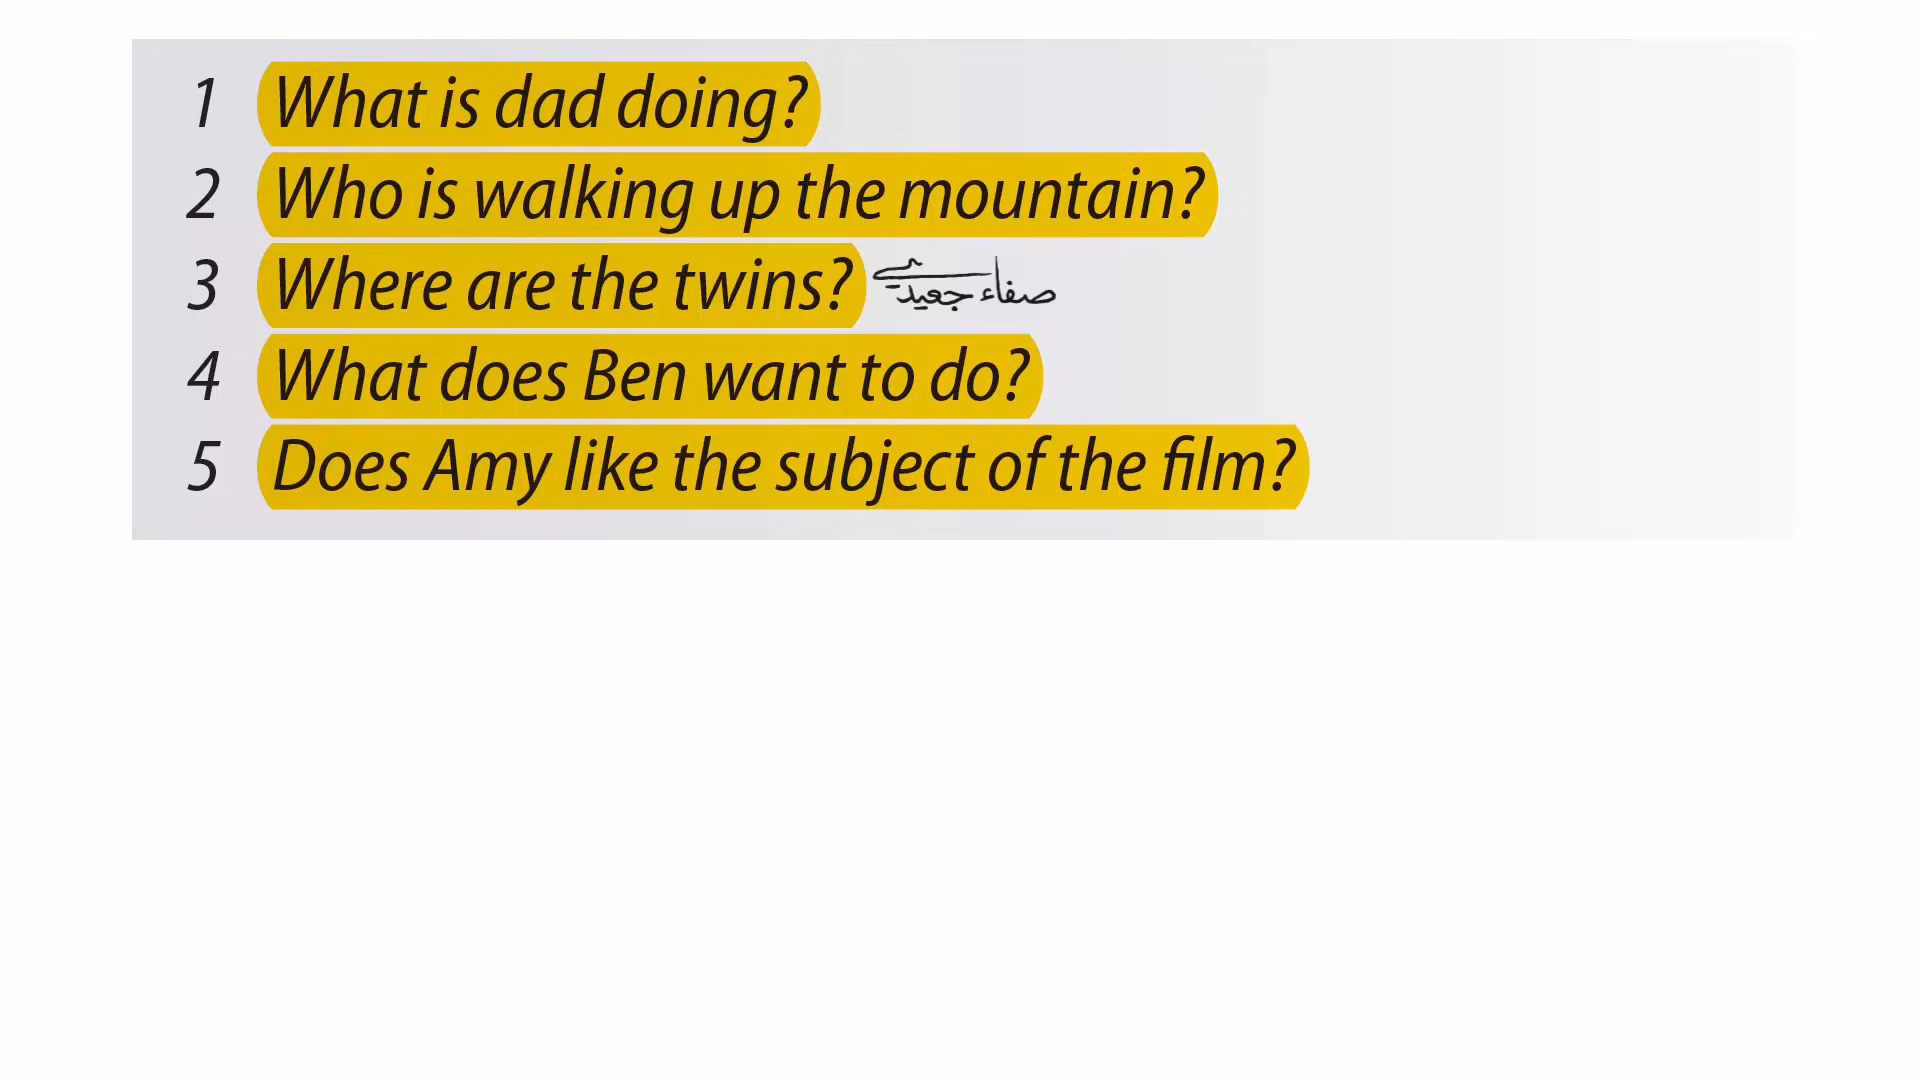 1 What is dad doing?
2 Who is walking up the mountain?
3 Where are the twins? صفاء جعيدي
4 What does Ben want to do?
5 Does Amy like the subject of the film?